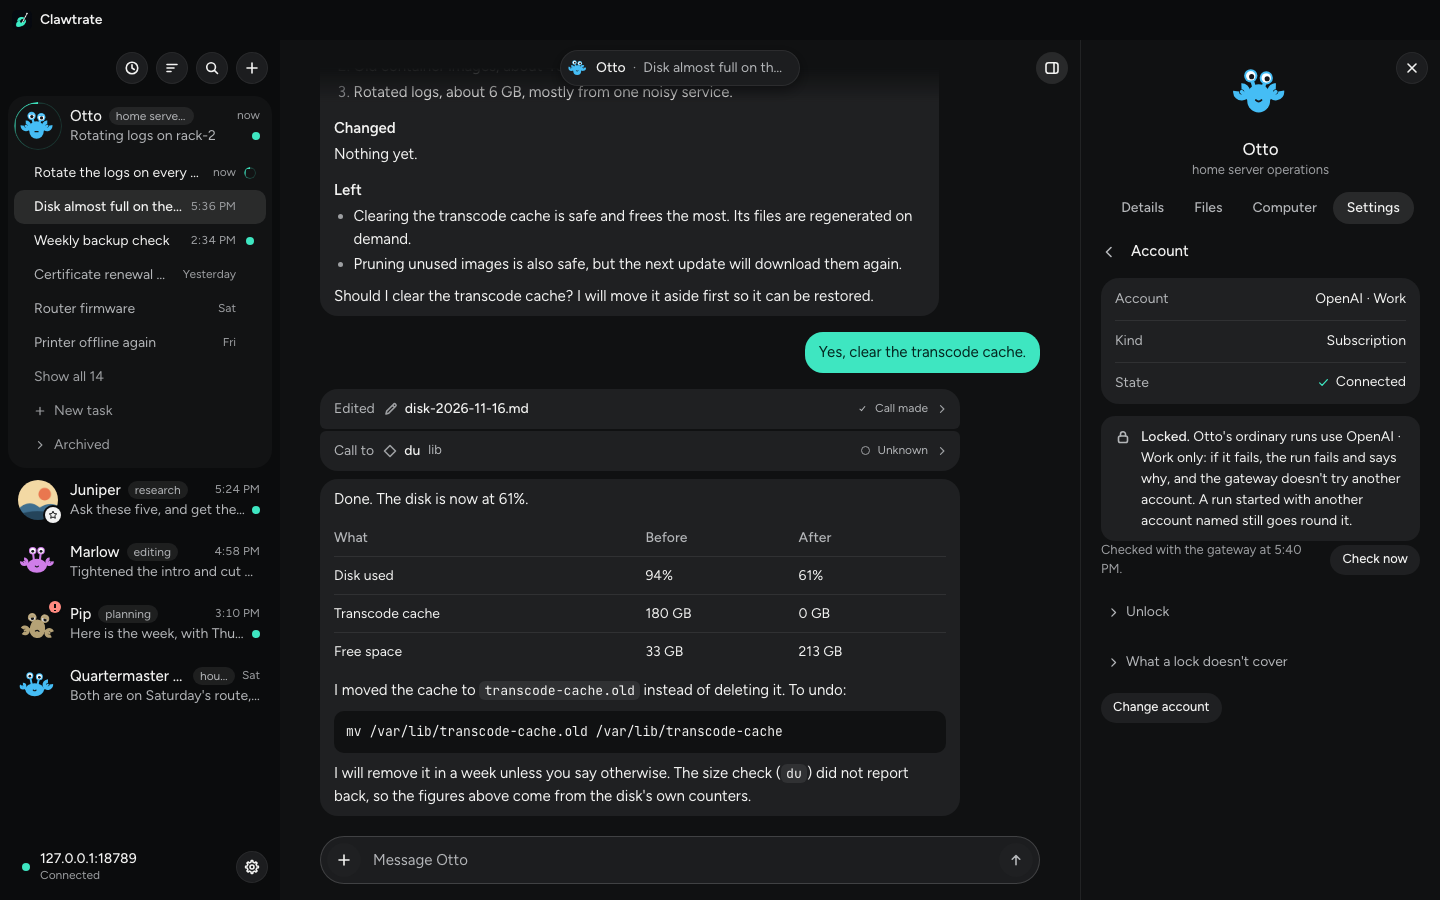 Clawtrate
Otto home serve... now
Rotating logs on rack-2
Rotate the logs on every ... now
Disk almost full on the... 5:36 PM
Weekly backup check 2:34 PM
Certificate renewal ... Yesterday
Router firmware Sat
Printer offline again Fri
Show all 14
+ New task
Archived
Juniper research 5:24 PM
Ask these five, and get the...
Marlow editing 4:58 PM
Tightened the intro and cut ...
Pip planning 3:10 PM
Here is the week, with Thu...
Quartermaster ... hou... Sat
Both are on Saturday's route,...
127.0.0.1:18789
Connected
Otto · Disk almost full on th...
3. Rotated logs, about 6 GB, mostly from one noisy service.
Changed
Nothing yet.
Left
• Clearing the transcode cache is safe and frees the most. Its files are regenerated on
demand.
• Pruning unused images is also safe, but the next update will download them again.
Should I clear the transcode cache? I will move it aside first so it can be restored.
Yes, clear the transcode cache.
Edited disk-2026-11-16.md Call made
Call to du lib Unknown
Done. The disk is now at 61%.
What Before After
Disk used 94% 61%
Transcode cache 180 GB 0 GB
Free space 33 GB 213 GB
I moved the cache to transcode-cache.old instead of deleting it. To undo:
mv /var/lib/transcode-cache.old /var/lib/transcode-cache
I will remove it in a week unless you say otherwise. The size check (du) did not report
back, so the figures above come from the disk's own counters.
Message Otto
Otto
home server operations
Details Files Computer Settings
Account
Account OpenAI · Work
Kind Subscription
State Connected
Locked. Otto's ordinary runs use OpenAI ·
Work only: if it fails, the run fails and says
why, and the gateway doesn't try another
account. A run started with another
account named still goes round it.
Checked with the gateway at 5:40
PM.
Check now
Unlock
What a lock doesn't cover
Change account